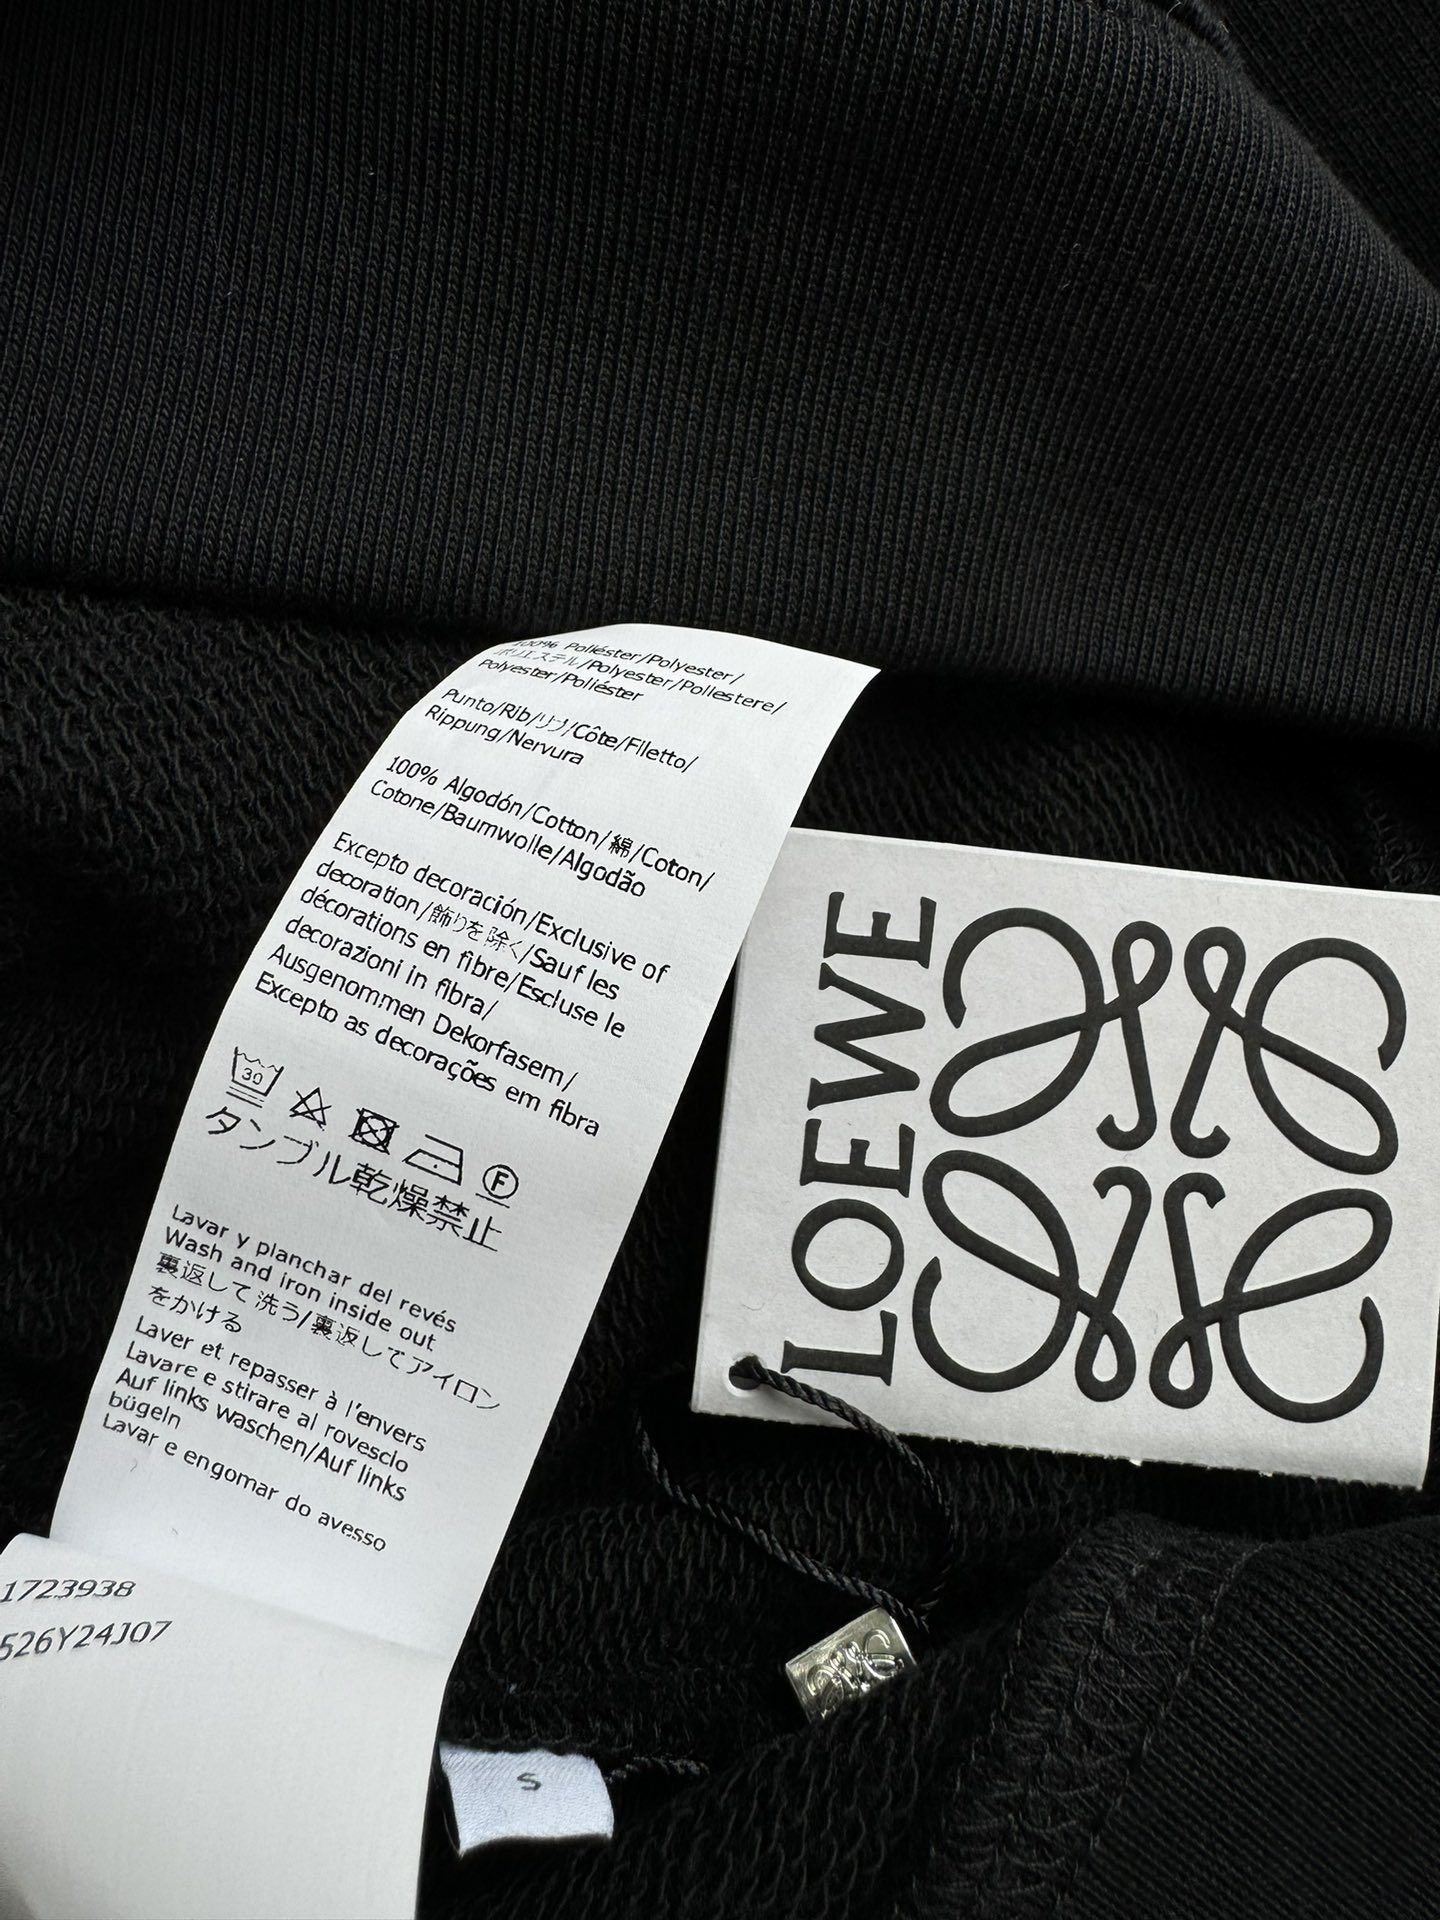 100% Poliéster/Polyester/
ポリエステル/Polyester/Poliestere/
Polyester/Poliéster
Punto/Rib/リブ/Côte/Filetto/
Rippung/Nervura
100% Algodón/Cotton/綿/Coton/
Cotone/Baumwolle/Algodão
Excepto decoración/Exclusive of
decoration/飾りを除く/Sauf les
décorations en fibre/Escluse le
decorazioni in fibra/
Ausgenommen Dekorfasem/
Excepto as decorações em fibra
30
F
タンブル乾燥禁止
Lavar y planchar del revés
Wash and iron inside out
裏返して洗う/裏返してアイロン
をかける
Laver et repasser à l'envers
Lavare e stirare al rovescio
Auf links waschen/Auf links
bügeln
Lavar e engomar do avesso
1723938
526Y24J07
S
LOEWE